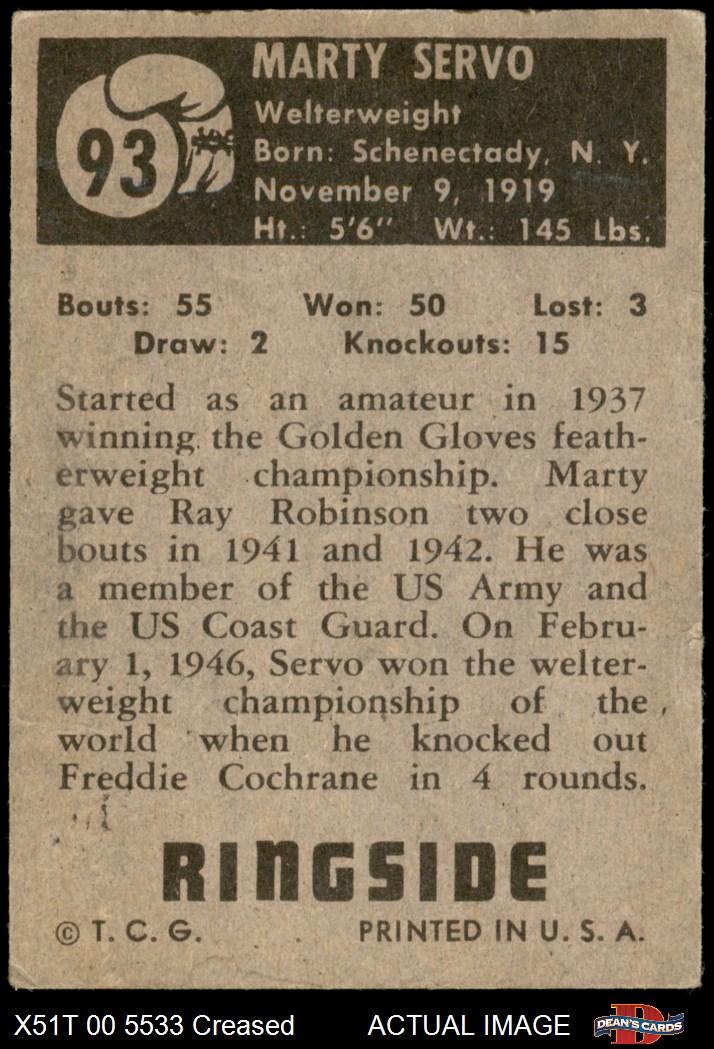 MARTY SERVO
93
Welterweight
Born: Schenectady, N. Y.
November 9, 1919
Ht.: 5'6" Wt.: 145 Lbs.
Bouts: 55 Won: 50 Lost: 3
Draw: 2 Knockouts: 15
Started as an amateur in 1937
winning the Golden Gloves feath-
erweight championship. Marty
gave Ray Robinson two close
bouts in 1941 and 1942. He was
a member of the US Army and
the US Coast Guard. On Febru-
ary 1, 1946, Servo won the welter-
weight championship of the
world when he knocked out
Freddie Cochrane in 4 rounds.
RINGSIDE
© T. C. G. PRINTED IN U. S. A.
X51T 00 5533 Creased ACTUAL IMAGE DEAN'S CARDS